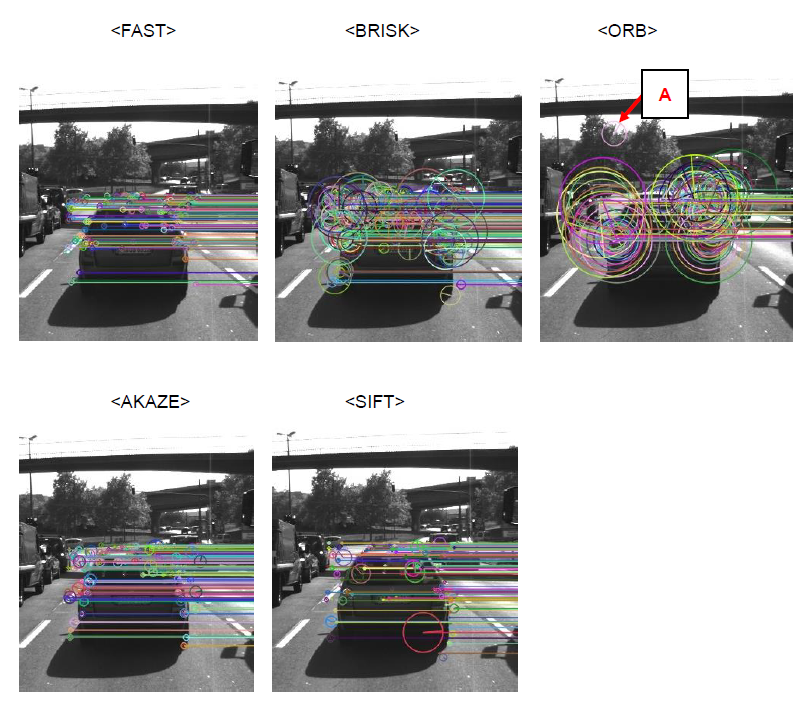 <FAST>
<BRISK>
<ORB>
A
<AKAZE>
<SIFT>